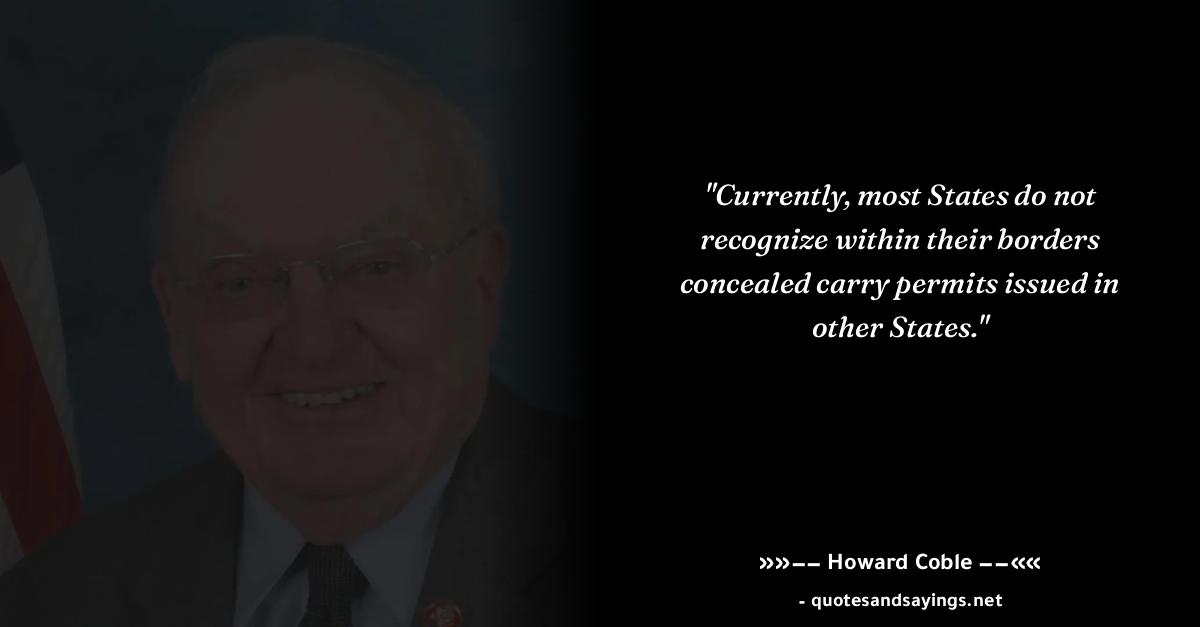 "Currently, most States do not
recognize within their borders
concealed carry permits issued in
other States."
»»–– Howard Coble ––««
- quotesandsayings.net